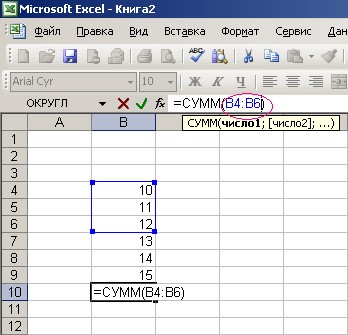 Microsoft Excel - Книга2
Файл Правка Вид Вставка Формат Сервис Дан
Arial Cyr 10 Ж К Ч
ОКРУГЛ fx =СУММ(B4:B6)
СУММ(число1; [число2]; ...)
A B C D E
1
2
3
4 10
5 11
6 12
7 13
8 14
9 15
10 =СУММ(B4:B6)
11
12